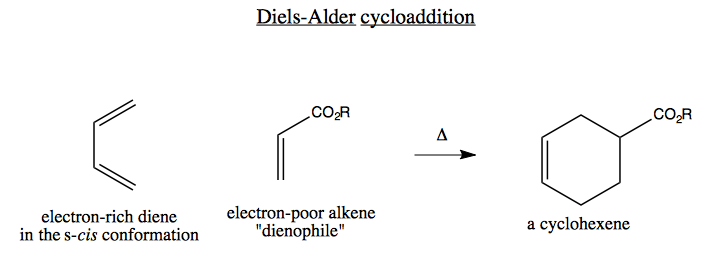 Diels-Alder cycloaddition
CO₂R
Δ
CO₂R
electron-rich diene
in the s-cis conformation
electron-poor alkene
"dienophile"
a cyclohexene